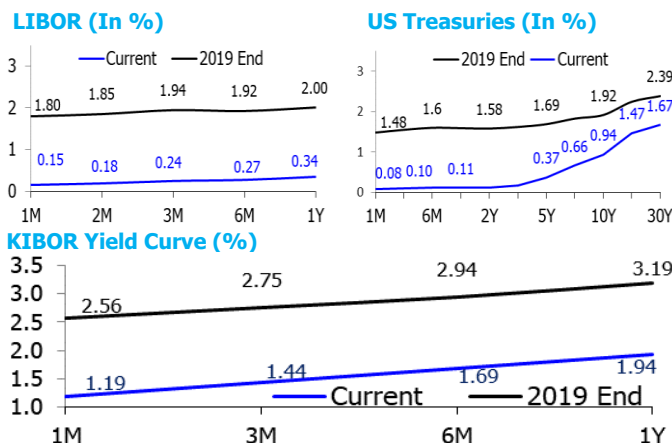 LIBOR (In %)
Current 2019 End
3
2
1
0
1.80 1.85 1.94 1.92 2.00
0.15 0.18 0.24 0.27 0.34
1M 2M 3M 6M 1Y
US Treasuries (In %)
2019 End Current
3
2
1
0
1.48 1.6 1.58 1.69 1.92 2.39
0.08 0.10 0.11 0.37 0.66 0.94 1.47 1.67
1M 6M 2Y 5Y 10Y 30Y
KIBOR Yield Curve (%)
3.5
3.0
2.5
2.0
1.5
1.0
2.56 2.75 2.94 3.19
1.19 1.44 1.69 1.94
Current 2019 End
1M 3M 6M 1Y